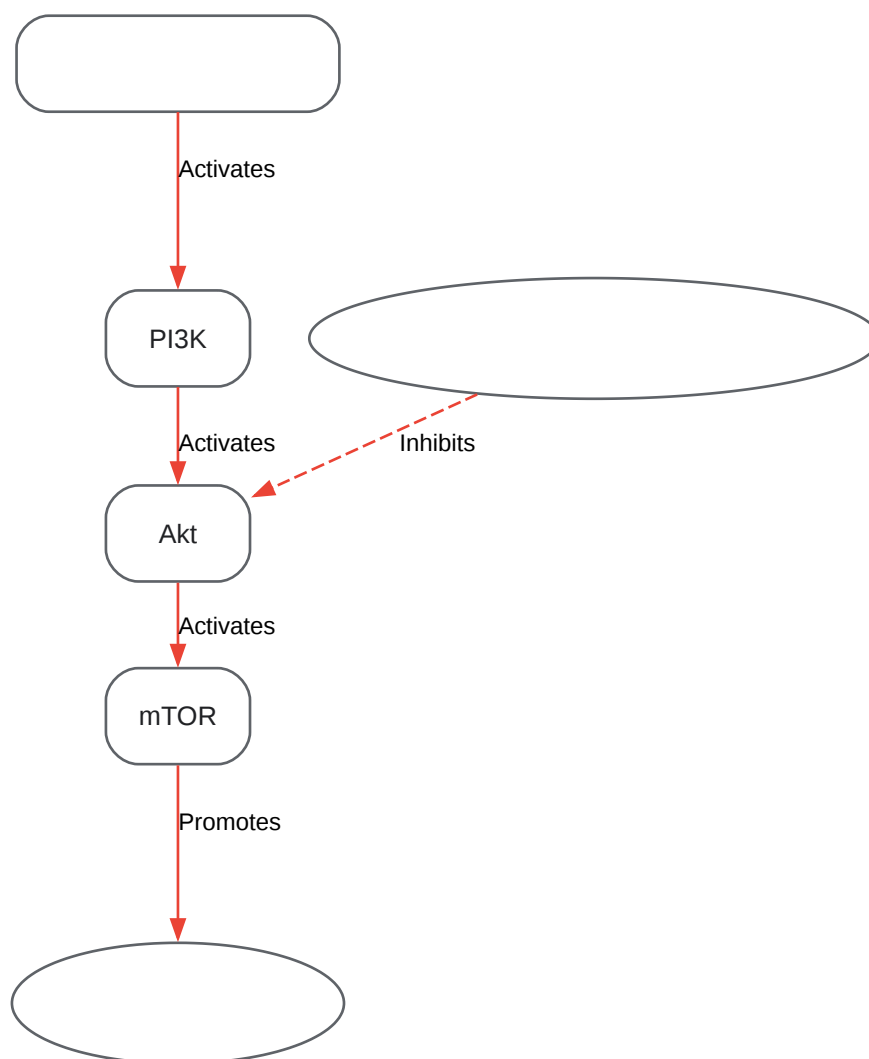 Activates
PI3K
Activates
Inhibits
Akt
Activates
mTOR
Promotes